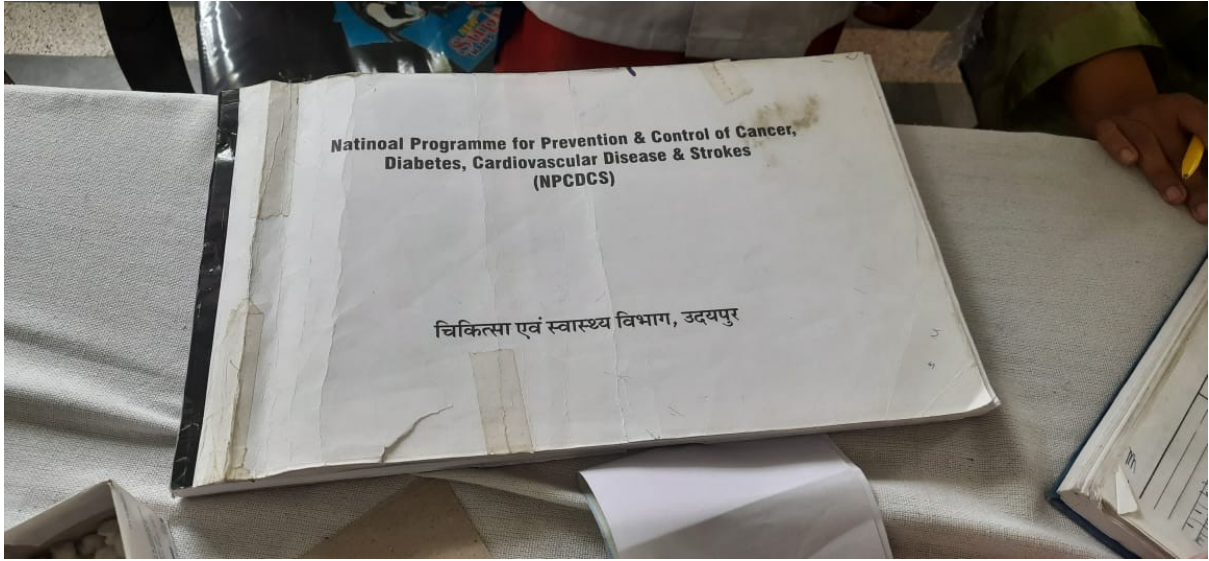 Natinoal Programme for Prevention & Control of Cancer,
Diabetes, Cardiovascular Disease & Strokes
(NPCDCS)
चिकित्सा एवं स्वास्थ्य विभाग, उदयपुर